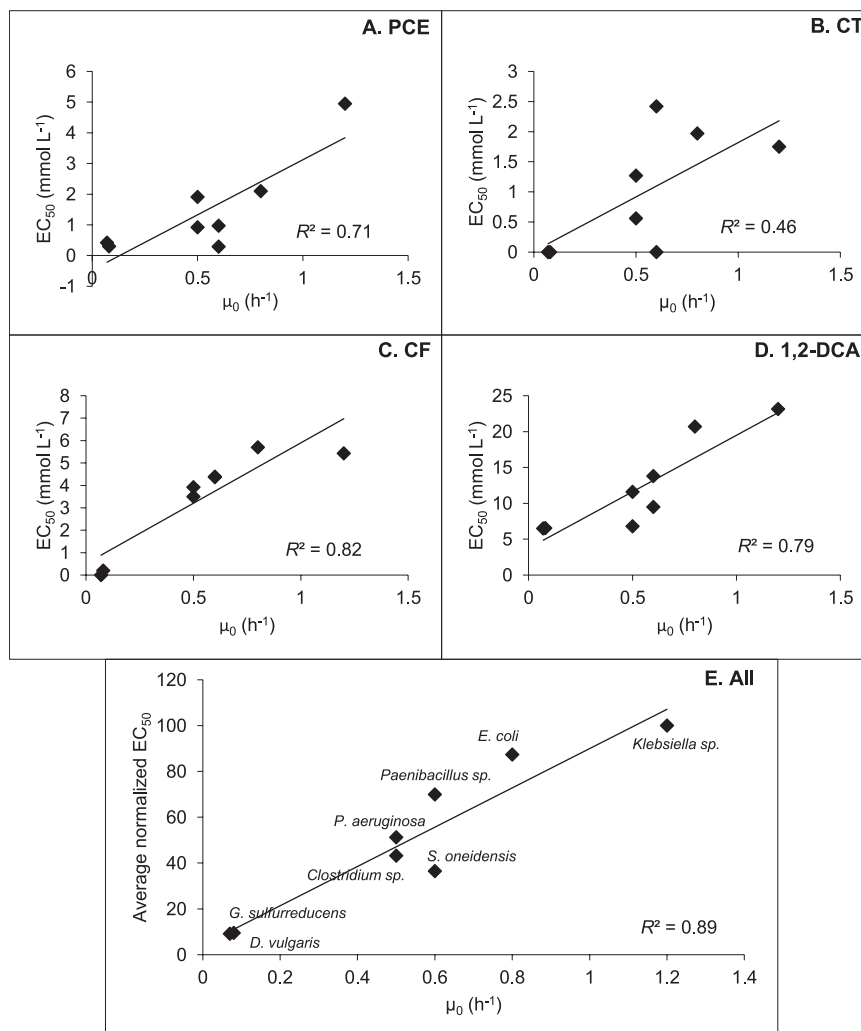 A. PCE
6
5
4
3
2
1
0
-1
0
0.5
1
1.5
EC₅₀ (mmol L⁻¹)
μ₀ (h⁻¹)
R² = 0.71
B. CT
3
2.5
2
1.5
1
0.5
0
0
0.5
1
1.5
EC₅₀ (mmol L⁻¹)
μ₀ (h⁻¹)
R² = 0.46
C. CF
8
7
6
5
4
3
2
1
0
0
0.5
1
1.5
EC₅₀ (mmol L⁻¹)
μ₀ (h⁻¹)
R² = 0.82
D. 1,2-DCA
25
20
15
10
5
0
0
0.5
1
1.5
EC₅₀ (mmol L⁻¹)
μ₀ (h⁻¹)
R² = 0.79
E. All
120
100
80
60
40
20
0
0
0.2
0.4
0.6
0.8
1
1.2
1.4
Average normalized EC₅₀
μ₀ (h⁻¹)
E. coli
Klebsiella sp.
Paenibacillus sp.
P. aeruginosa
S. oneidensis
Clostridium sp.
G. sulfurreducens
D. vulgaris
R² = 0.89